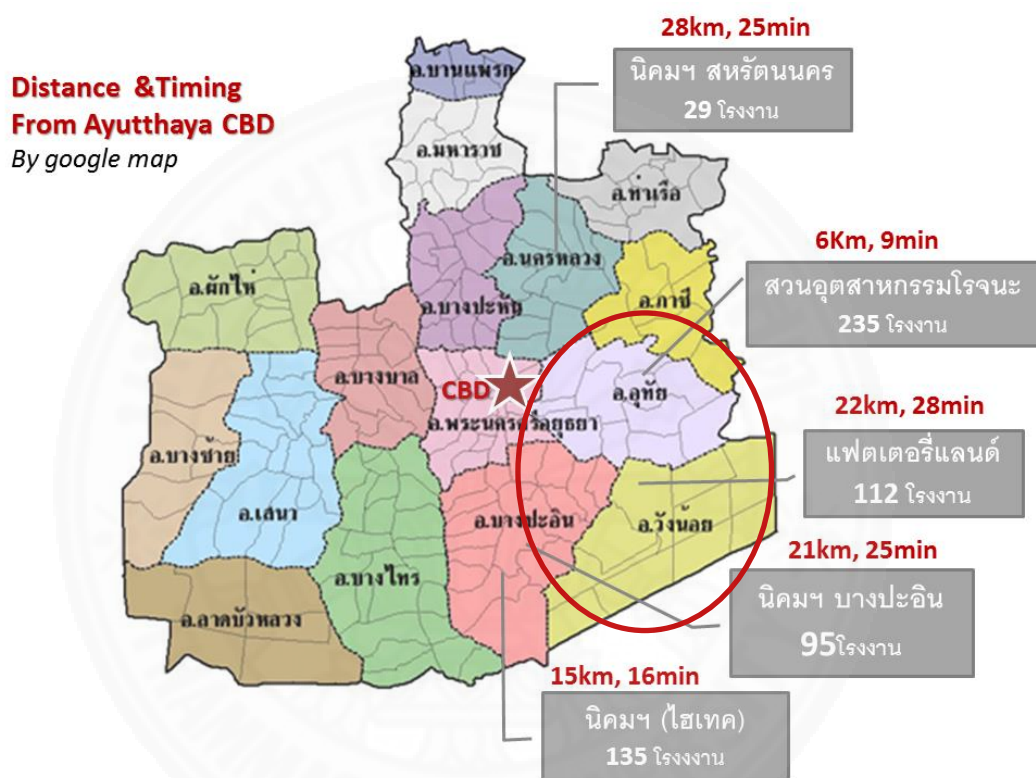 Distance &Timing
From Ayutthaya CBD
By google map
28km, 25min
นิคมฯ สหรัตนนคร
29 โรงงาน
6Km, 9min
สวนอุตสาหกรรมโรจนะ
235 โรงงาน
22km, 28min
แฟตเตอรี่แลนด์
112 โรงงาน
21km, 25min
นิคมฯ บางปะอิน
95โรงงาน
15km, 16min
นิคมฯ (ไฮเทค)
135 โรงงงาน
อ.บ้านแพรก
อ.มหาราช
อ.ท่าเรือ
อ.นครหลวง
อ.ผักไห่
อ.บางปะหัน
อ.ภาชี
อ.บางบาล
CBD
อ.อุทัย
อ.พระนครศรีอยุธยา
อ.บางซ้าย
อ.เสนา
อ.บางปะอิน
อ.วังน้อย
อ.บางไทร
อ.ลาดบัวหลวง